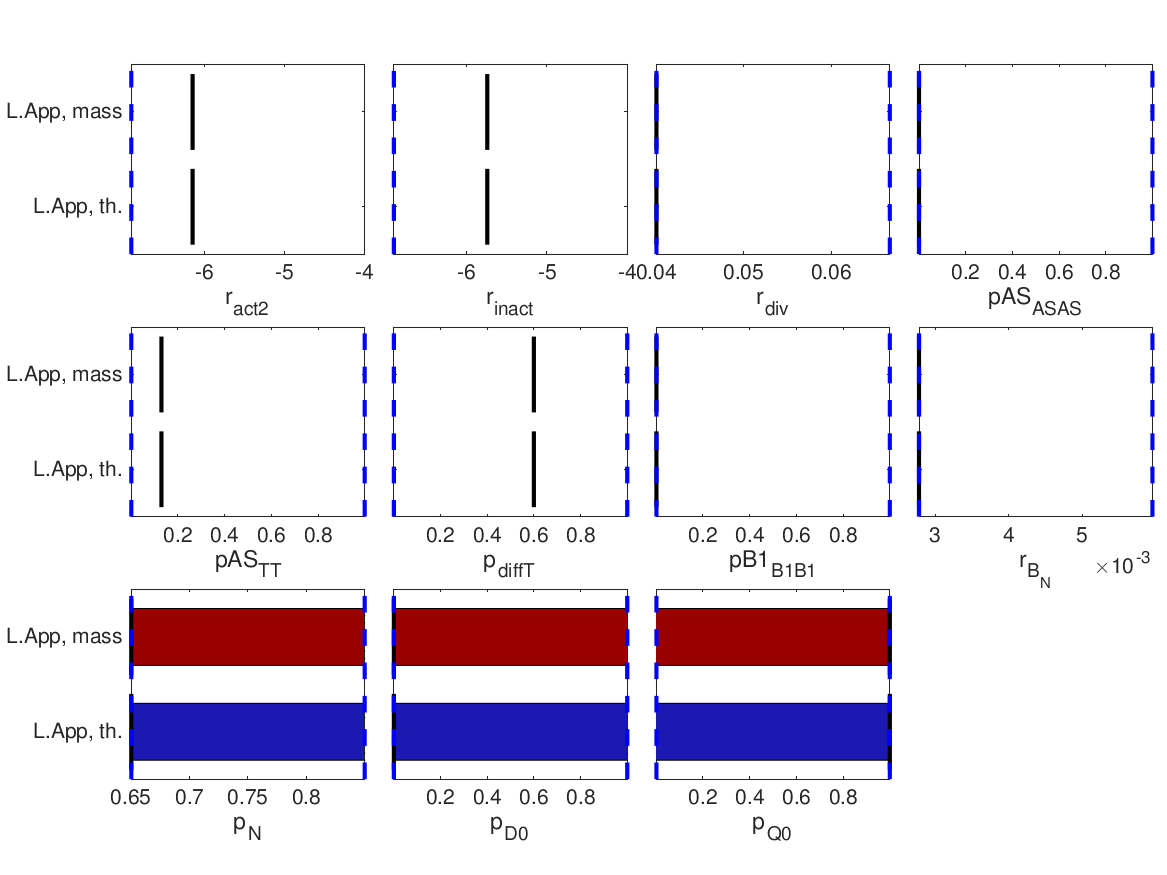 L.App, mass
L.App, th.
-6 -5 -4
r_act2
-6 -5 -4
r_inact
0.04 0.05 0.06
r_div
0.2 0.4 0.6 0.8
pAS_ASAS
L.App, mass
L.App, th.
0.2 0.4 0.6 0.8
pAS_TT
0.2 0.4 0.6 0.8
p_diffT
0.2 0.4 0.6 0.8
pB1_B1B1
3 4 5
×10^-3
r_B_N
L.App, mass
L.App, th.
0.65 0.7 0.75 0.8
p_N
0.2 0.4 0.6 0.8
p_D0
0.2 0.4 0.6 0.8
p_Q0